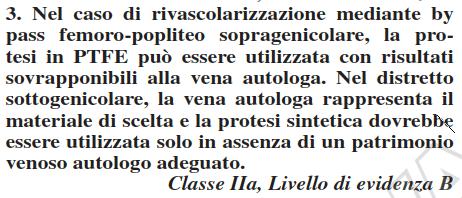 3. Nel caso di rivascolarizzazione mediante by
pass femoro-popliteo sopragenicolare, la pro-
tesi in PTFE può essere utilizzata con risultati
sovrapponibili alla vena autologa. Nel distretto
sottogenicolare, la vena autologa rappresenta il
materiale di scelta e la protesi sintetica dovrebbe
essere utilizzata solo in assenza di un patrimonio
venoso autologo adeguato.
Classe IIa, Livello di evidenza B